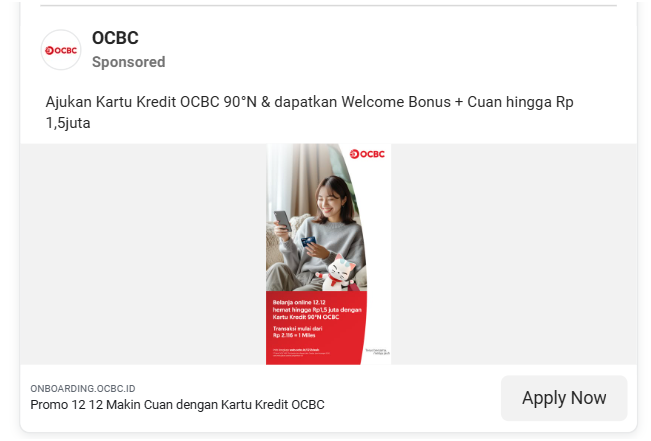 OCBC
OCBC
Sponsored
Ajukan Kartu Kredit OCBC 90°N & dapatkan Welcome Bonus + Cuan hingga Rp
1,5juta
OCBC
Belanja online 12.12
hemat hingga Rp1,5 juta dengan
Kartu Kredit 90°N OCBC
Transaksi mulai dari
Rp 2.116 = 1 Miles
ONBOARDING.OCBC.ID
Promo 12 12 Makin Cuan dengan Kartu Kredit OCBC
Apply Now